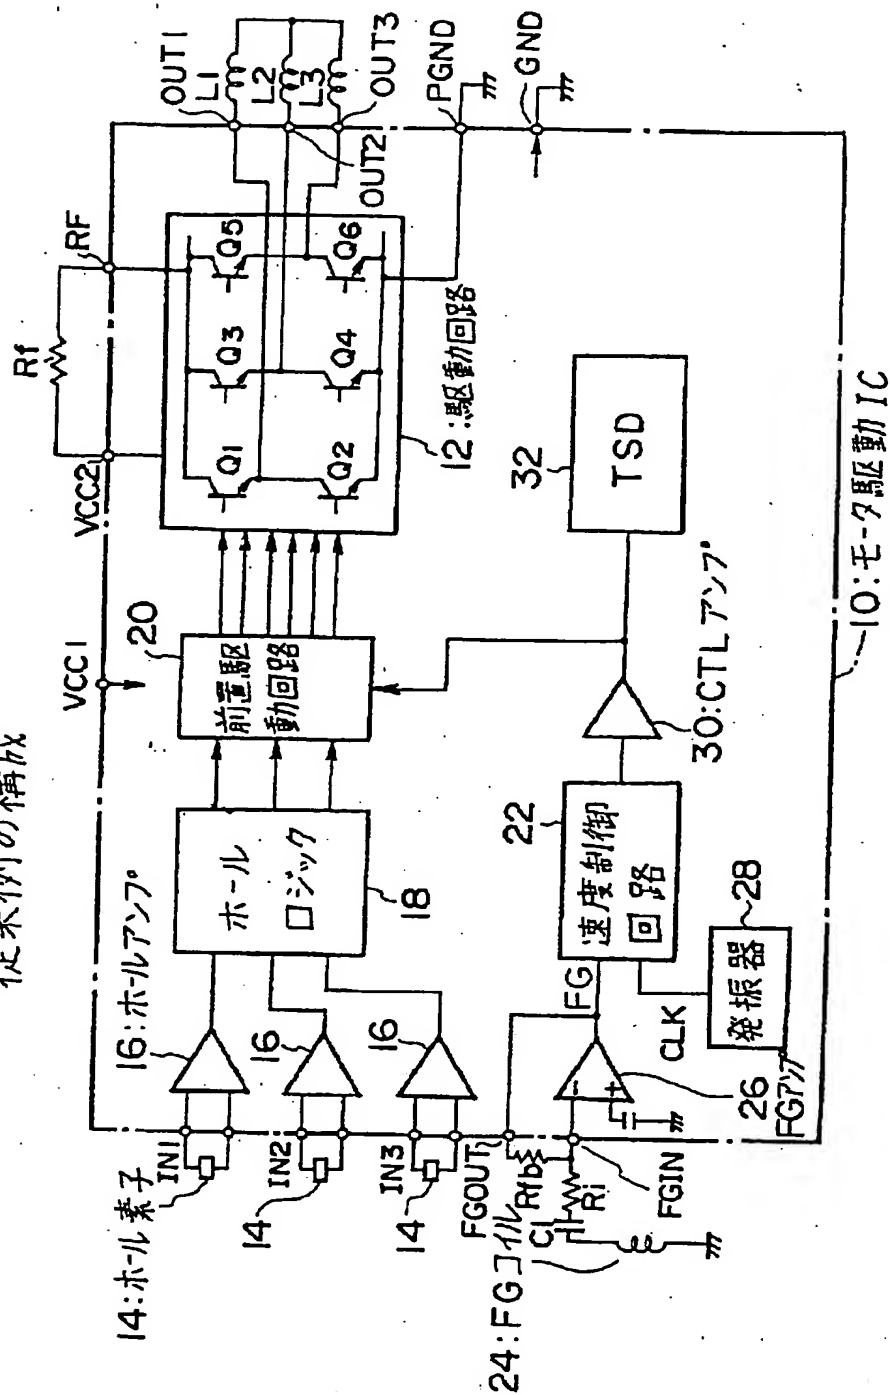 従来例の構成
14:ホール素子
14
14
IN1
IN2
IN3
16:ホールアンプ
16
16
ホール
ロジック
18
前置駆
動回路
20
VCC1
VCC2
Rf
RF
Q1
Q3
Q5
Q2
Q4
Q6
12:駆動回路
OUT1
L1
L2
L3
OUT3
OUT2
PGND
GND
24:FGコイル
C1
Ri
Rfb
FGOUT
FGIN
-
+
26
FGアンプ
FG
CLK
速度制御
回路
22
発振器
28
30:CTLアンプ
TSD
32
10:モータ駆動IC